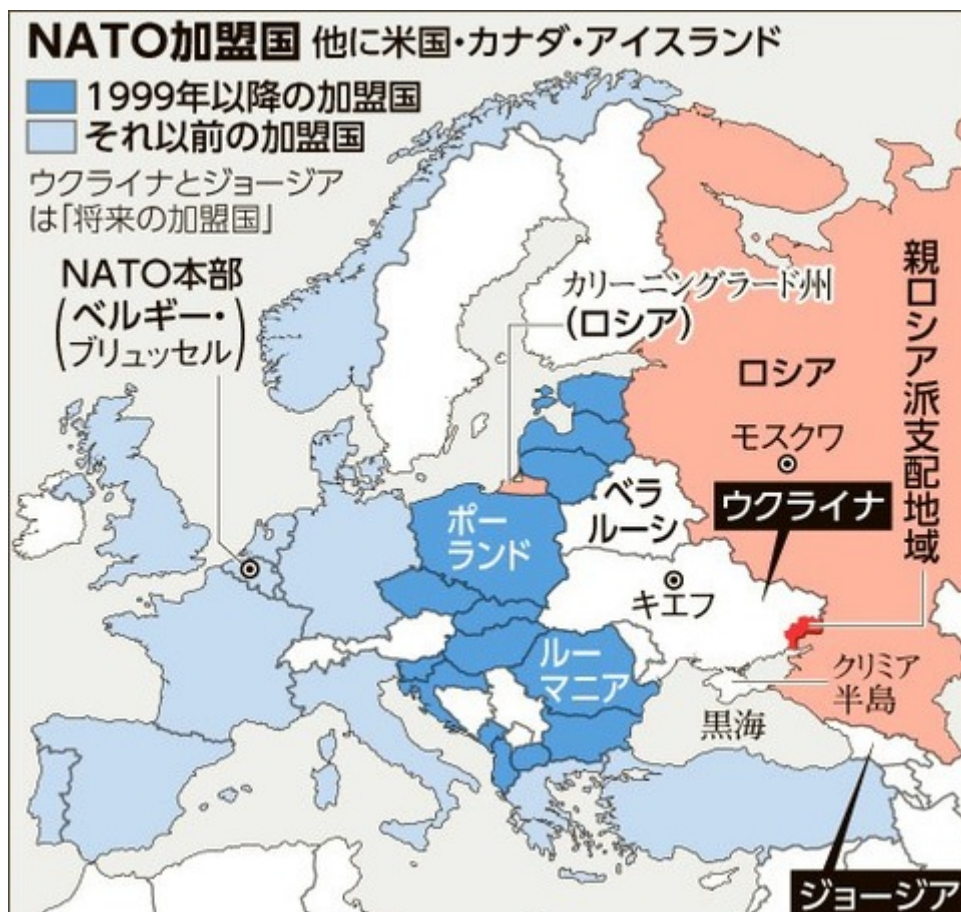 NATO加盟国 他に米国・カナダ・アイスランド
1999年以降の加盟国
それ以前の加盟国
ウクライナとジョージア
は「将来の加盟国」
NATO本部
(ベルギー・
ブリュッセル)
カリーニングラード州
(ロシア)
親ロシア派支配地域
ロシア
モスクワ
ウクライナ
ベラ
ルーシ
ポー
ランド
キエフ
ルー
マニア
クリミア
半島
黒海
ジョージア